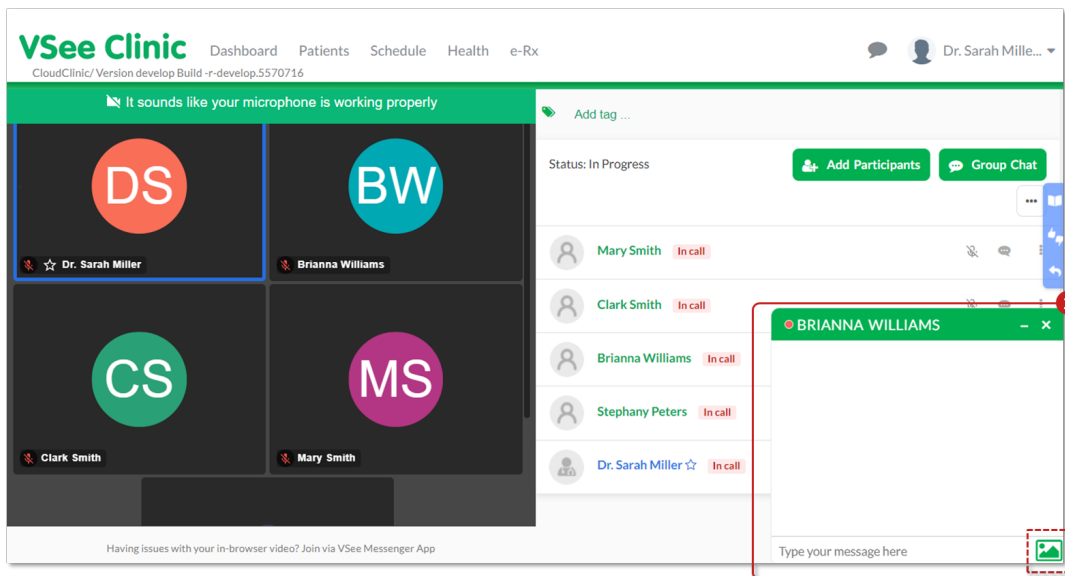 VSee Clinic Dashboard Patients Schedule Health e-Rx Dr. Sarah Mille...
CloudClinic/ Version develop Build -r-develop.5570716
It sounds like your microphone is working properly
Add tag ...
Status: In Progress
Add Participants
Group Chat
DS
Dr. Sarah Miller
BW
Brianna Williams
CS
Clark Smith
MS
Mary Smith
Mary Smith In call
Clark Smith In call
Brianna Williams In call
Stephany Peters In call
Dr. Sarah Miller In call
BRIANNA WILLIAMS
Type your message here
Having issues with your in-browser video? Join via VSee Messenger App